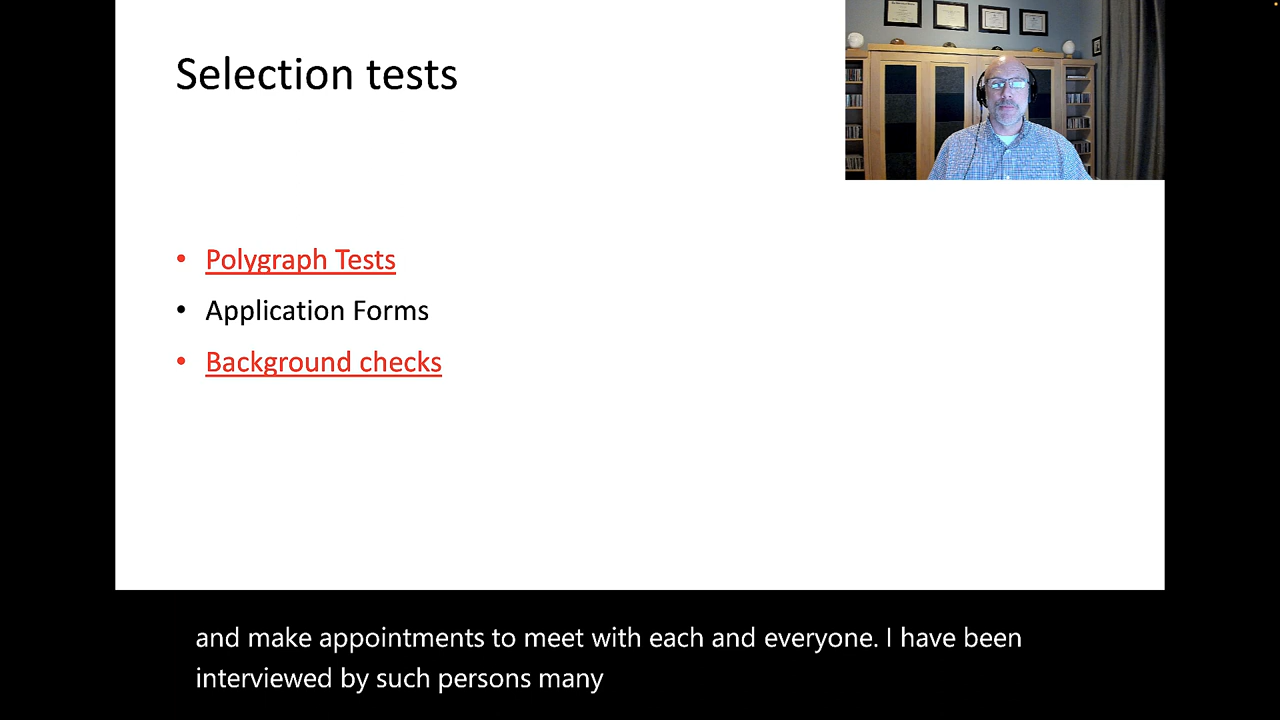 Selection tests
• Polygraph Tests
• Application Forms
• Background checks
and make appointments to meet with each and everyone. I have been
interviewed by such persons many